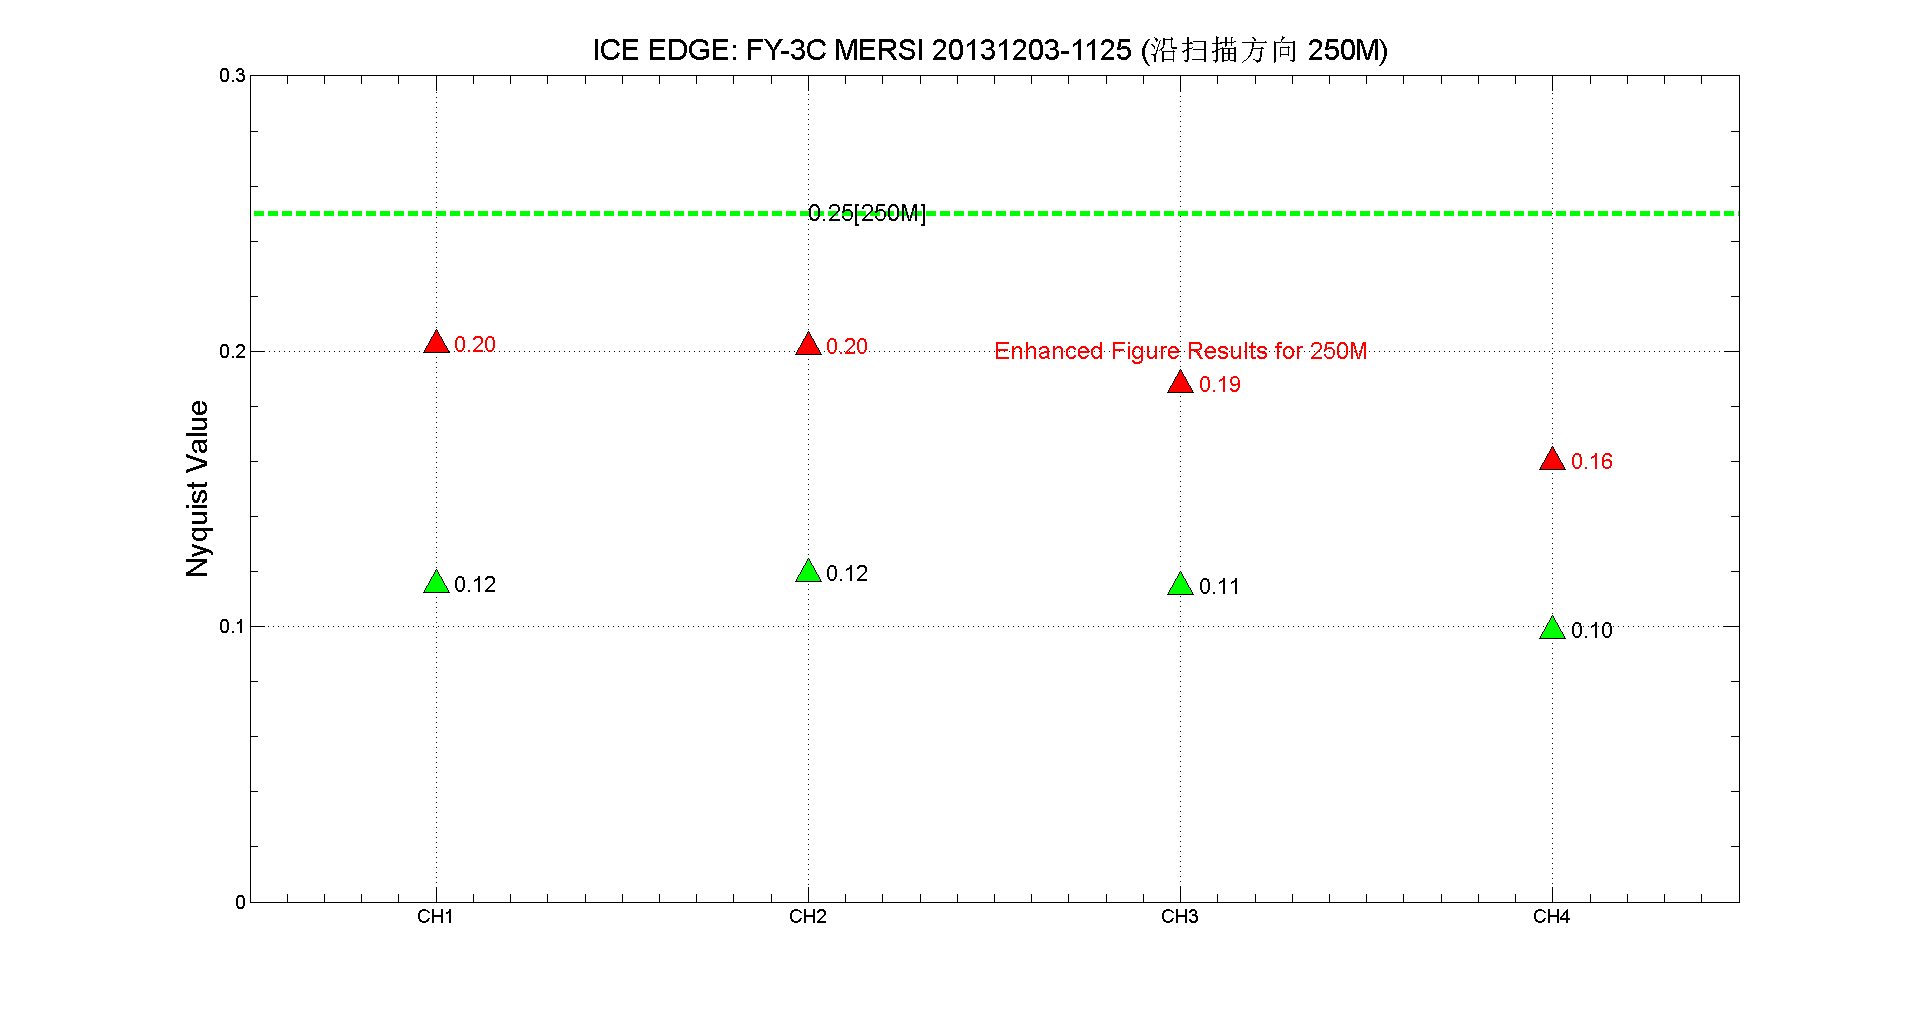 ICE EDGE: FY-3C MERSI 20131203-1125 (沿扫描方向 250M)
0.3
0.25[250M]
0.20
0.20
0.2
Enhanced Figure Results for 250M
0.19
0.16
Nyquist Value
0.12
0.12
0.11
0.1
0.10
0
CH1
CH2
CH3
CH4